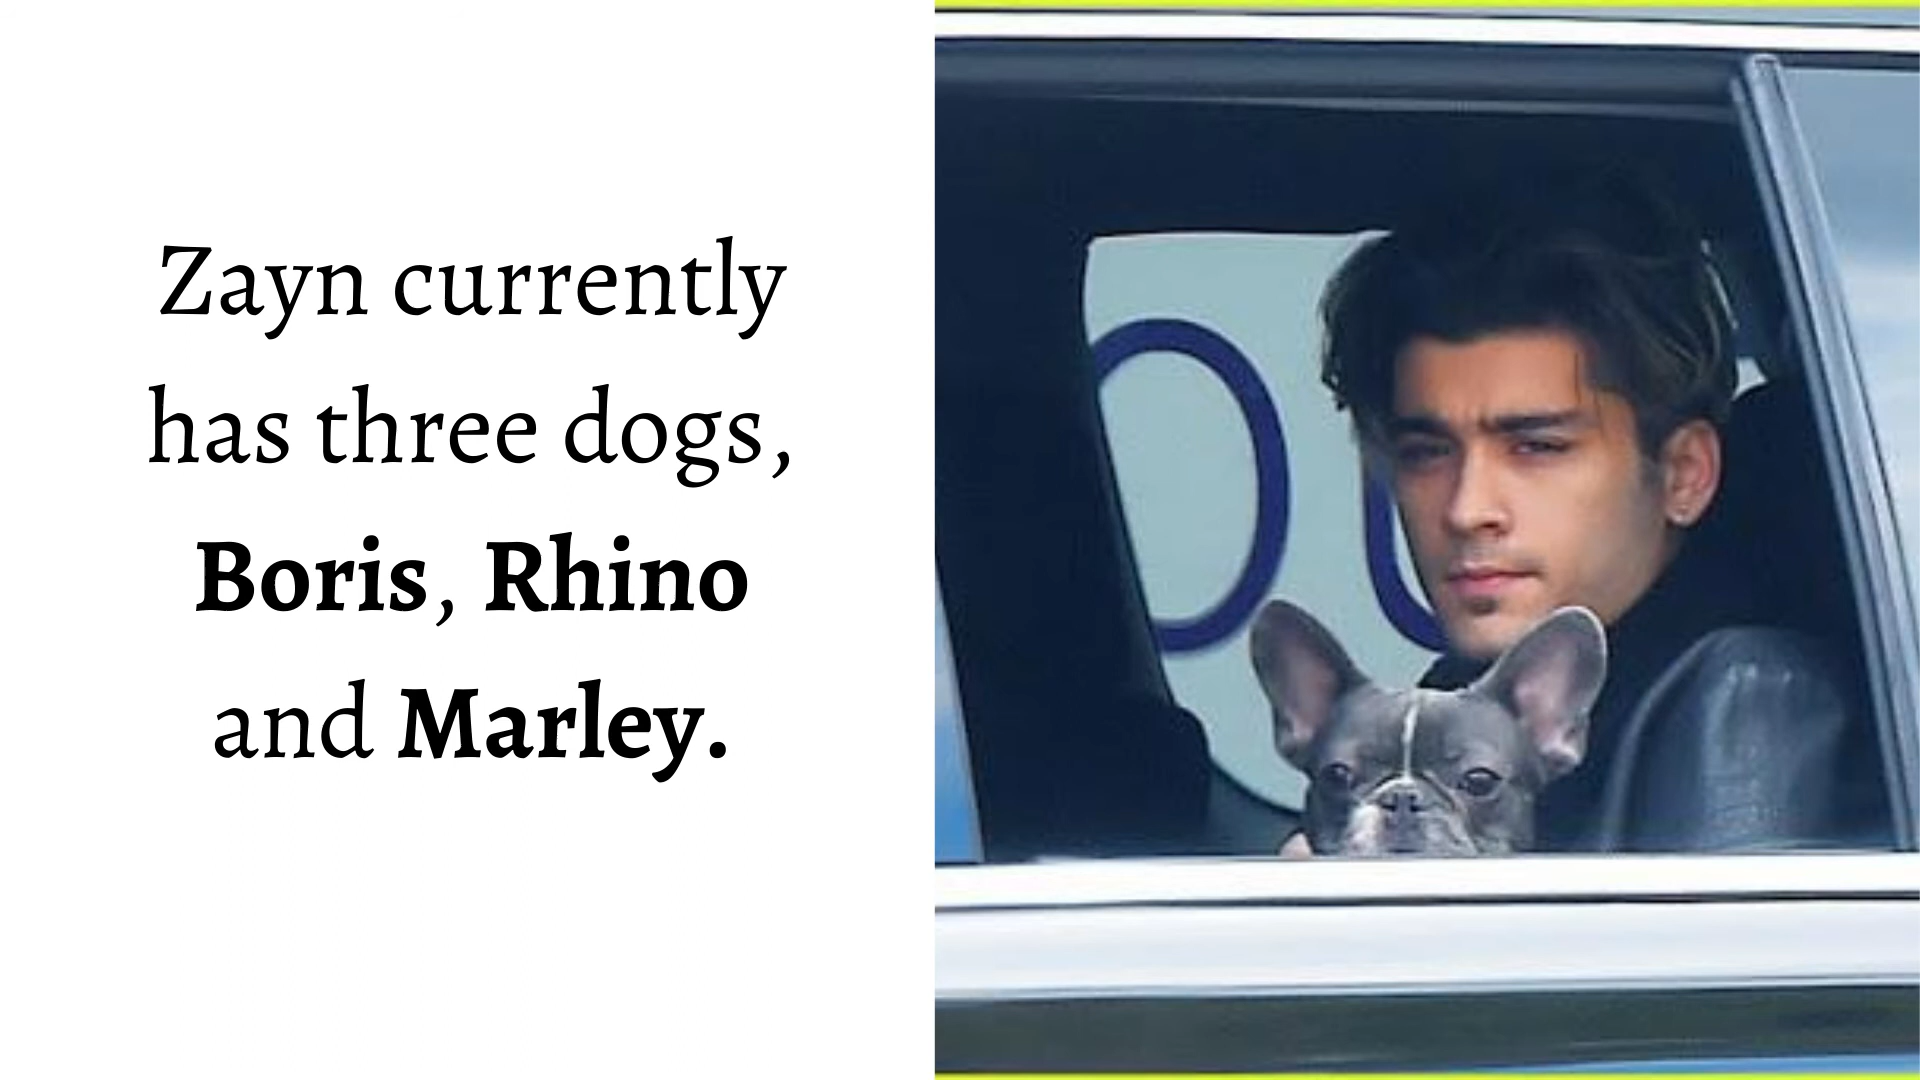 Zayn currently
has three dogs,
Boris, Rhino
and Marley.